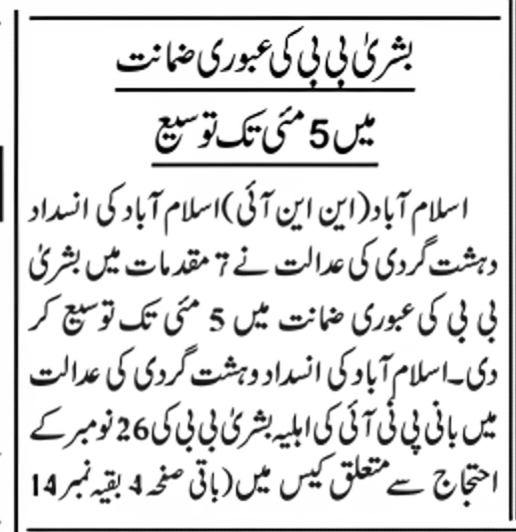 بشریٰ بی بی کی عبوری ضمانت
میں 5 مئی تک توسیع
اسلام آباد(این این آئی)اسلام آباد کی انسداد
دہشت گردی کی عدالت نے 7 مقدمات میں بشریٰ
بی بی کی عبوری ضمانت میں 5 مئی تک توسیع کر
دی۔اسلام آباد کی انسداد دہشت گردی کی عدالت
میں بانی پی ٹی آئی کی اہلیہ بشریٰ بی بی کی 26 نومبر کے
احتجاج سے متعلق کیس میں (باقی صفحہ 4 بقیہ نمبر 14